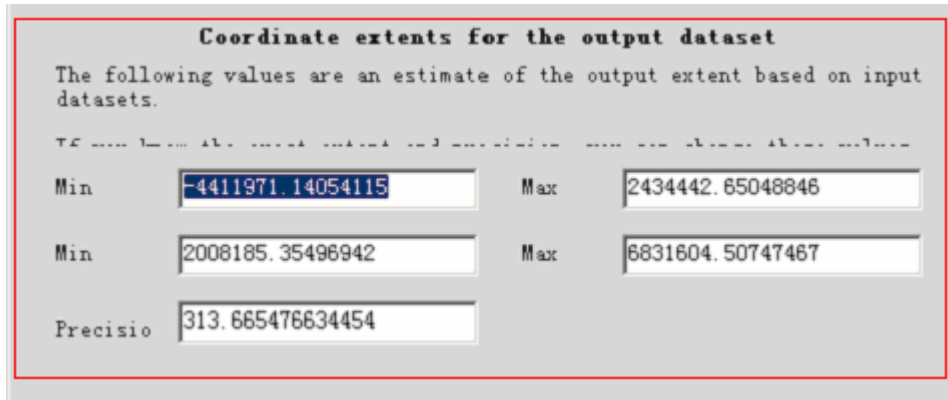 Coordinate extents for the output dataset
The following values are an estimate of the output extent based on input
datasets.
Min -4411971.14054115 Max 2434442.65048846
Min 2008185.35496942 Max 6831604.50747467
Precisio 313.665476634454